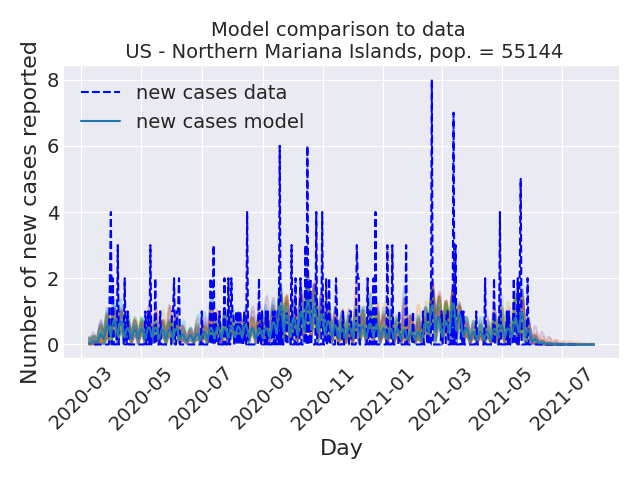 Model comparison to data
US - Northern Mariana Islands, pop. = 55144
Number of new cases reported
8
6
4
2
0
new cases data
new cases model
2020-03
2020-05
2020-07
2020-09
2020-11
2021-01
2021-03
2021-05
2021-07
Day